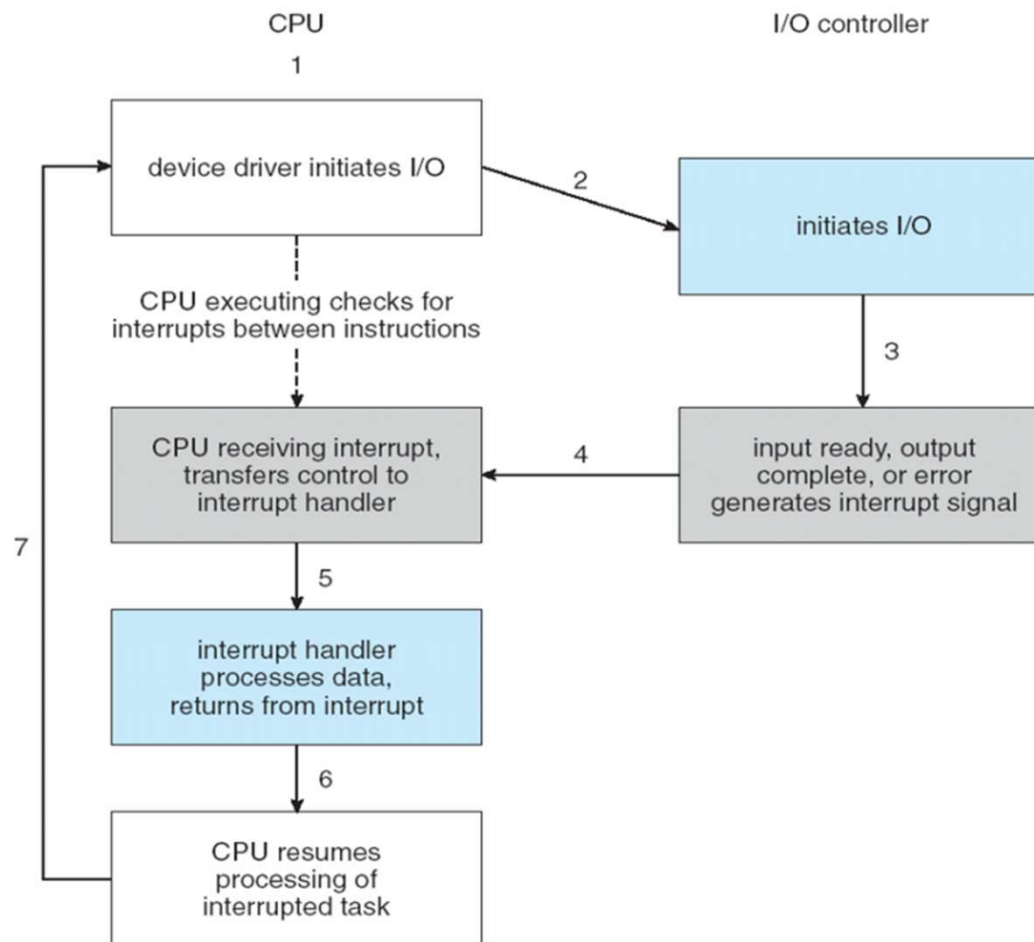 CPU
I/O controller
1
device driver initiates I/O
2
initiates I/O
CPU executing checks for
interrupts between instructions
3
CPU receiving interrupt,
transfers control to
interrupt handler
4
input ready, output
complete, or error
generates interrupt signal
7
5
interrupt handler
processes data,
returns from interrupt
6
CPU resumes
processing of
interrupted task